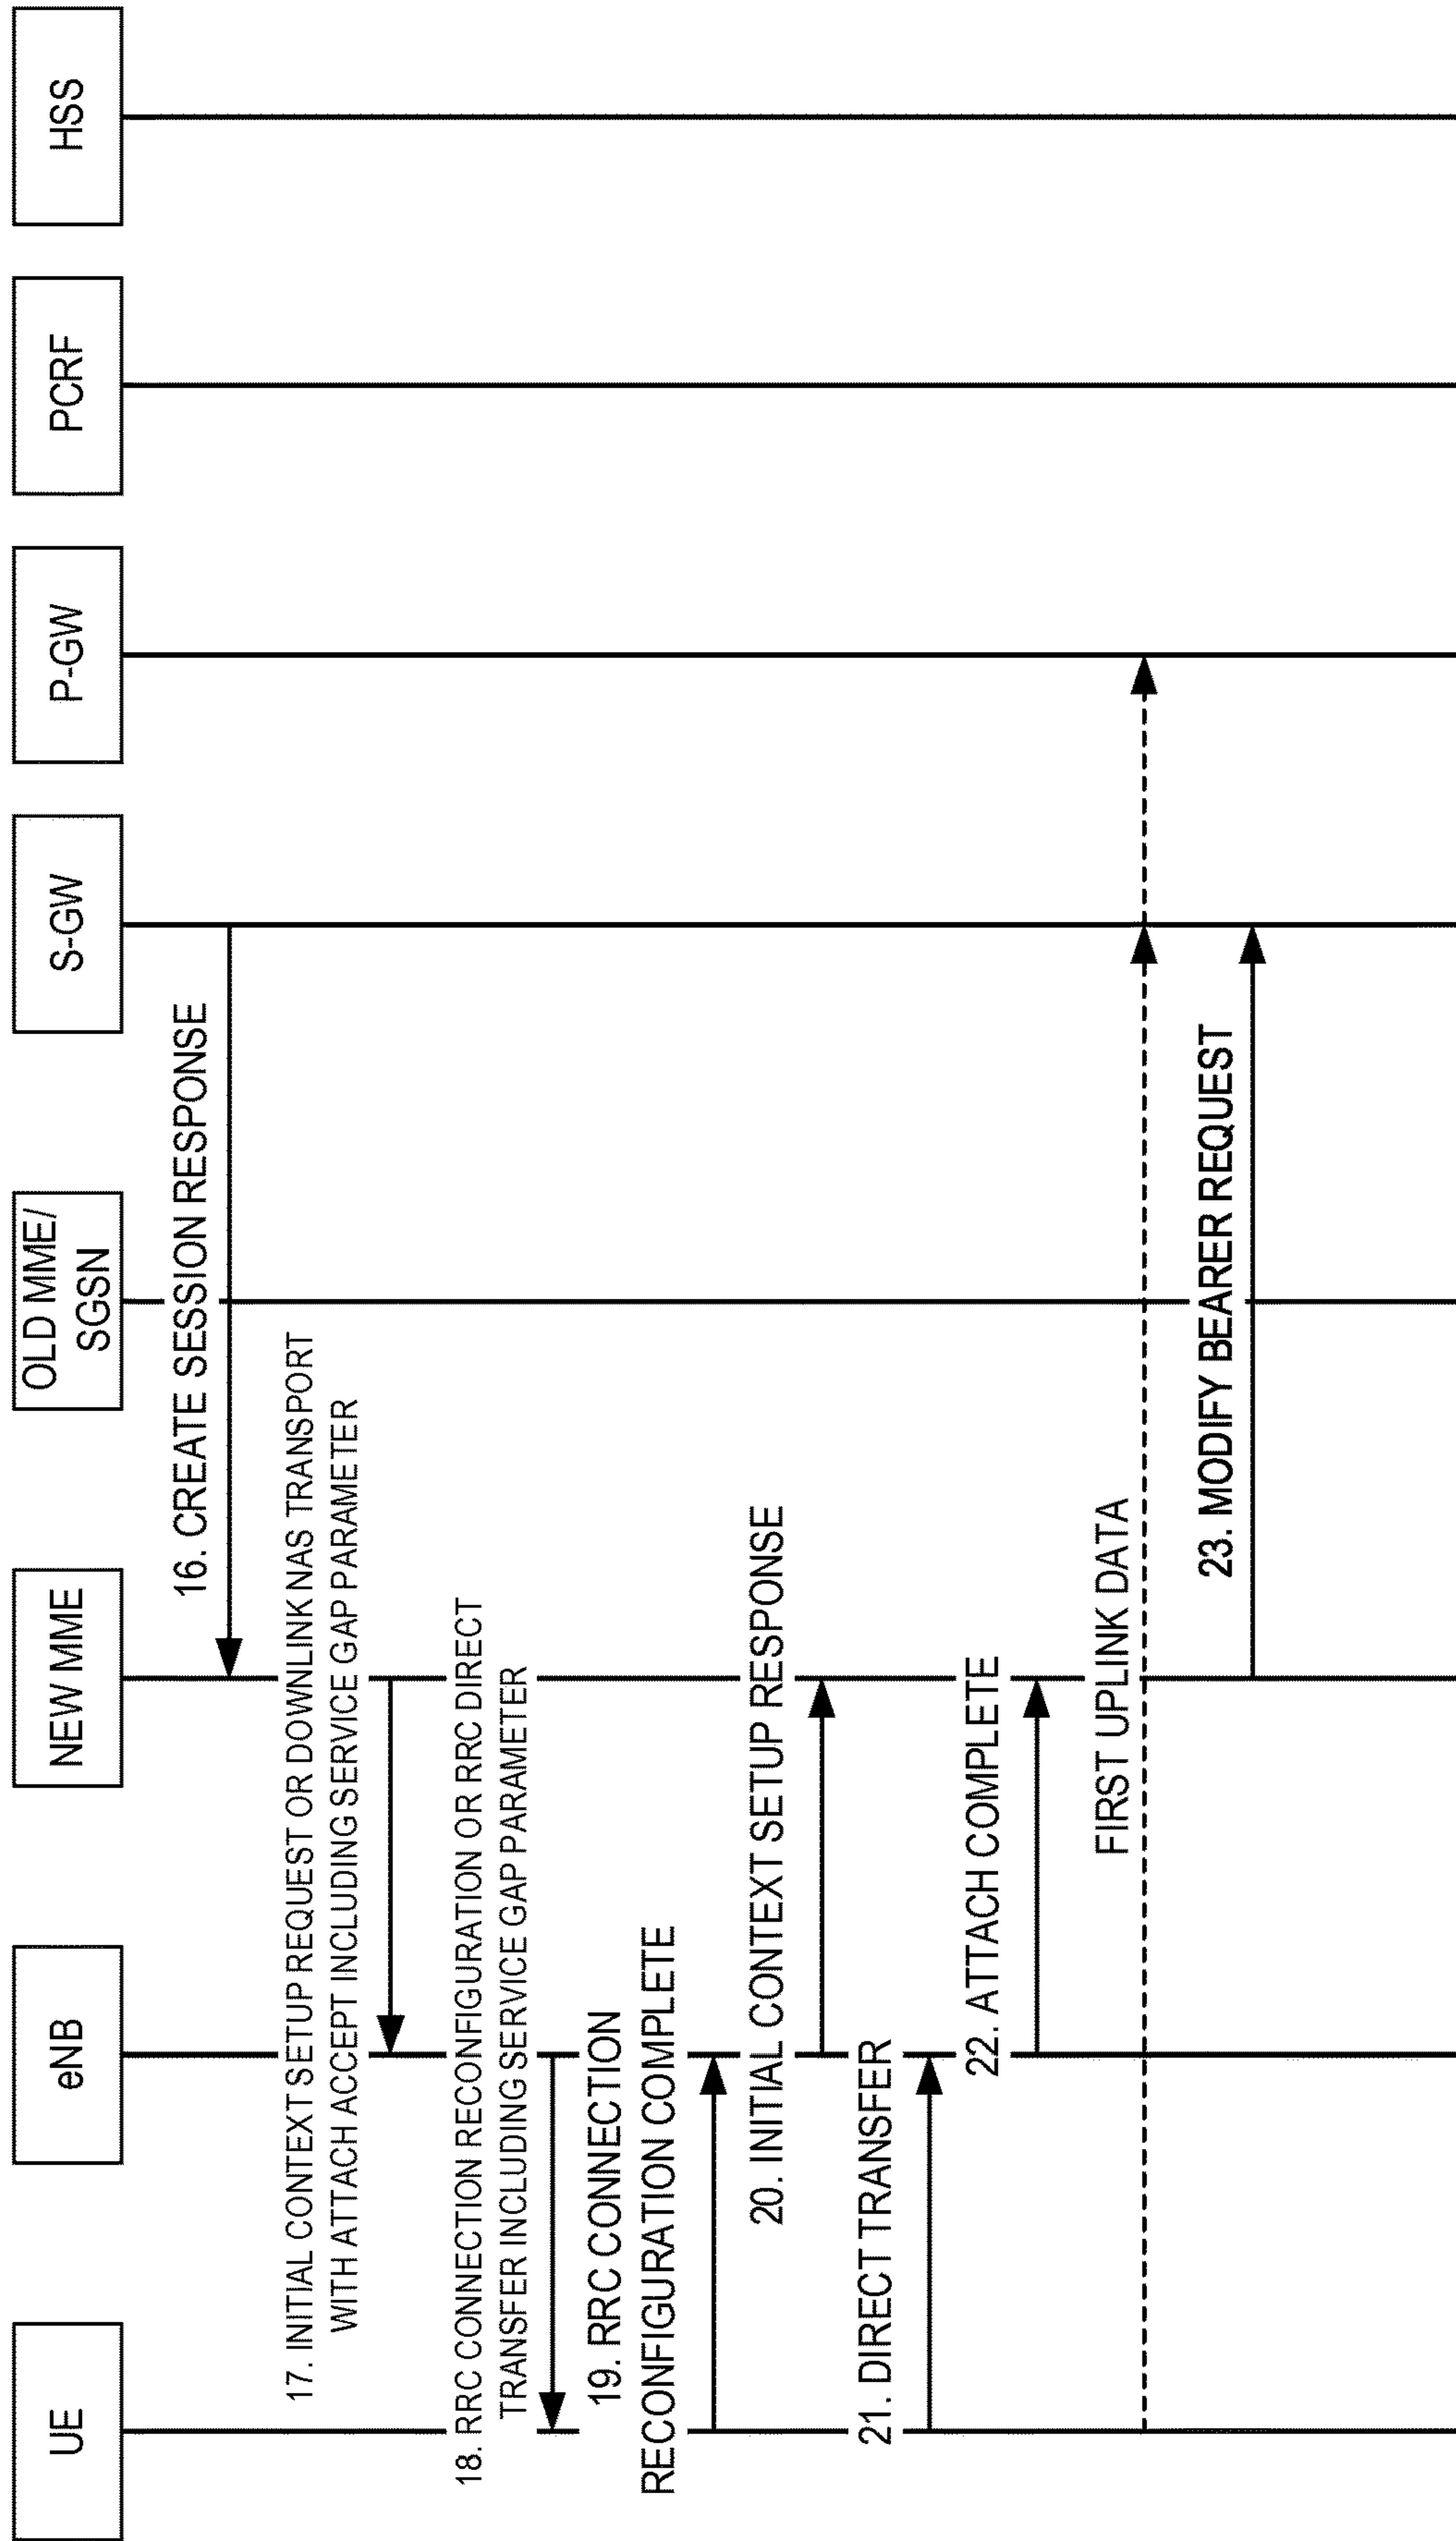 UE
eNB
NEW MME
OLD MME/
SGSN
S-GW
P-GW
PCRF
HSS
16. CREATE SESSION RESPONSE
17. INITIAL CONTEXT SETUP REQUEST OR DOWNLINK NAS TRANSPORT
WITH ATTACH ACCEPT INCLUDING SERVICE GAP PARAMETER
18. RRC CONNECTION RECONFIGURATION OR RRC DIRECT
TRANSFER INCLUDING SERVICE GAP PARAMETER
19. RRC CONNECTION
RECONFIGURATION COMPLETE
20. INITIAL CONTEXT SETUP RESPONSE
21. DIRECT TRANSFER
22. ATTACH COMPLETE
FIRST UPLINK DATA
23. MODIFY BEARER REQUEST